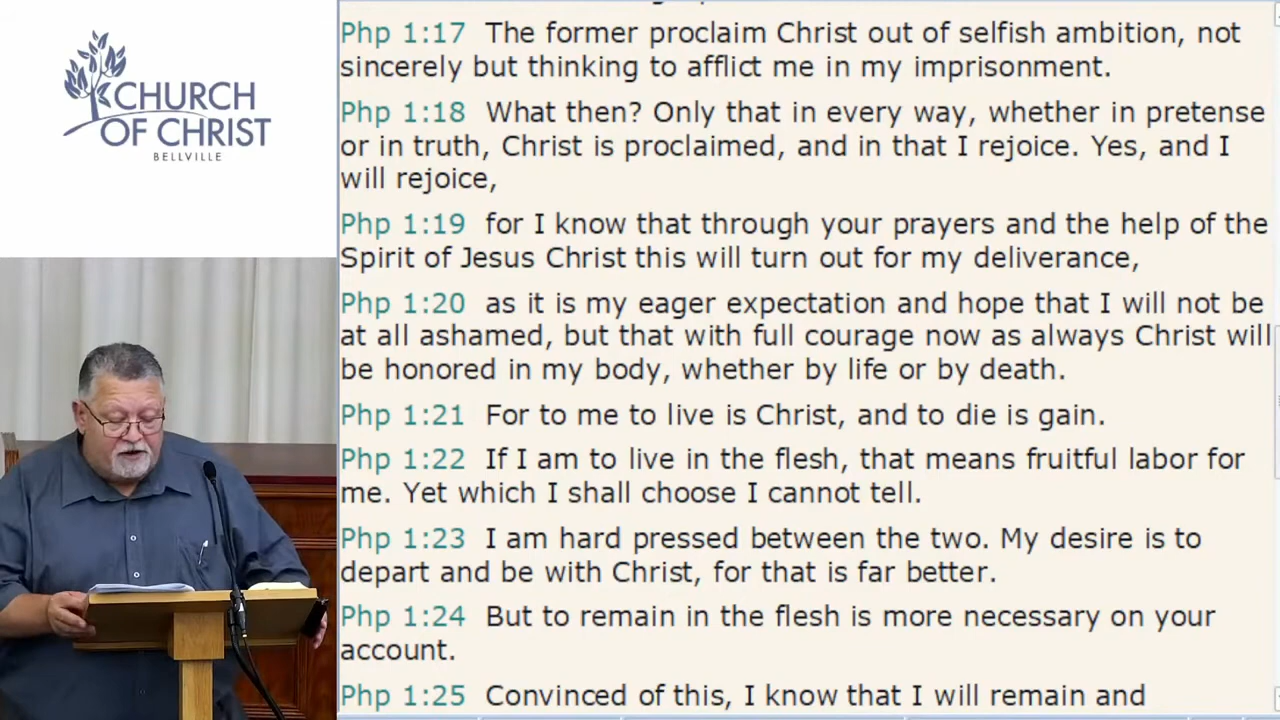 CHURCH
OF CHRIST
BELLVILLE
Php 1:17 The former proclaim Christ out of selfish ambition, not
sincerely but thinking to afflict me in my imprisonment.
Php 1:18 What then? Only that in every way, whether in pretense
or in truth, Christ is proclaimed, and in that I rejoice. Yes, and I
will rejoice,
Php 1:19 for I know that through your prayers and the help of the
Spirit of Jesus Christ this will turn out for my deliverance,
Php 1:20 as it is my eager expectation and hope that I will not be
at all ashamed, but that with full courage now as always Christ will
be honored in my body, whether by life or by death.
Php 1:21 For to me to live is Christ, and to die is gain.
Php 1:22 If I am to live in the flesh, that means fruitful labor for
me. Yet which I shall choose I cannot tell.
Php 1:23 I am hard pressed between the two. My desire is to
depart and be with Christ, for that is far better.
Php 1:24 But to remain in the flesh is more necessary on your
account.
Php 1:25 Convinced of this, I know that I will remain and